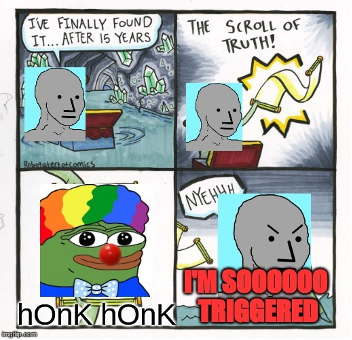 I'VE FINALLY FOUND
IT... AFTER 15 YEARS
THE SCROLL OF
TRUTH!
Robotatertotcomics
hOnK hOnK
NYEHHH
I'M SOOOOOO
TRIGGERED
imgflip.com